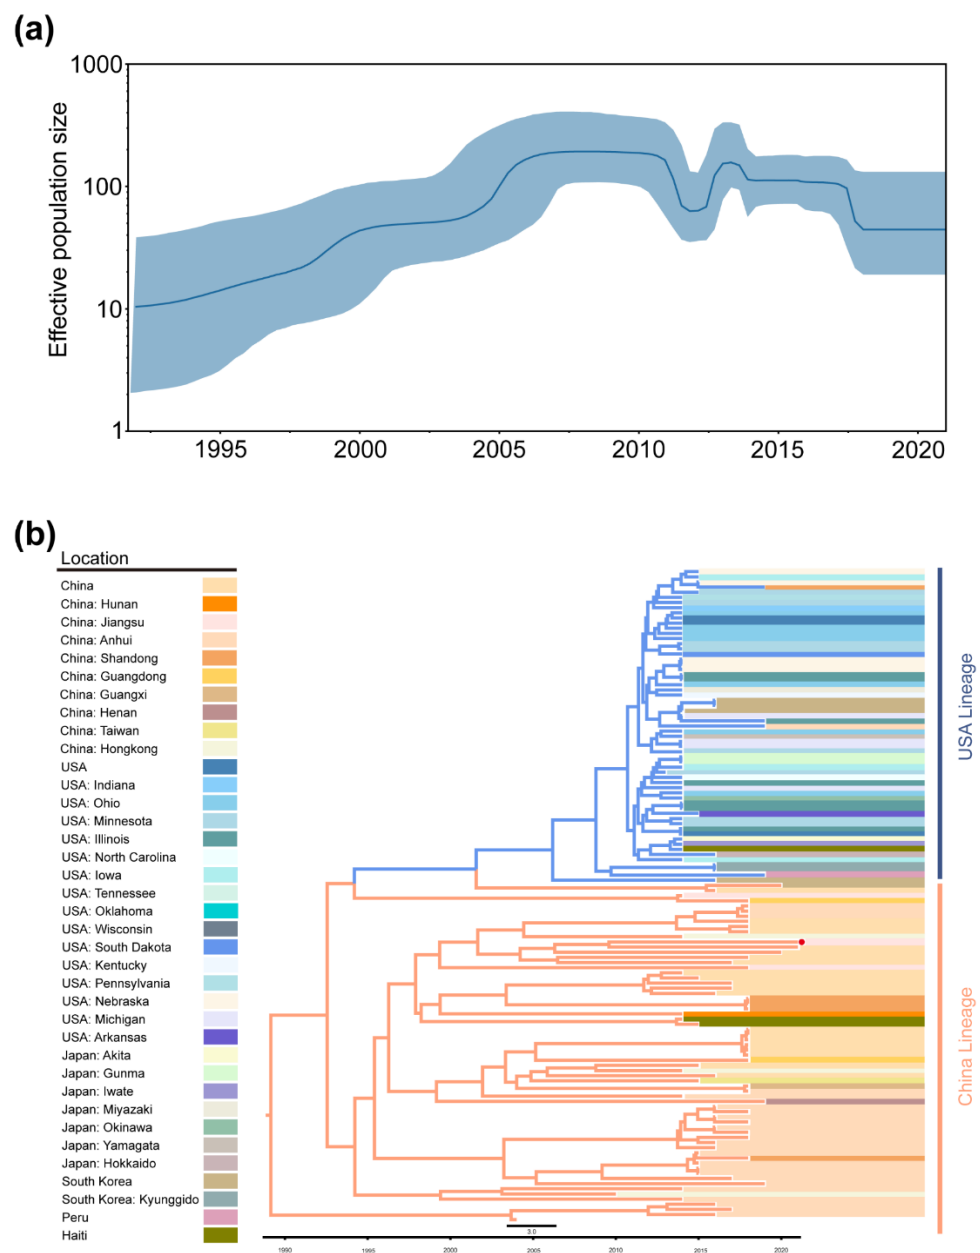 (a)
Effective population size
1000
100
10
1
1995
2000
2005
2010
2015
2020
(b)
Location
China
China: Hunan
China: Jiangsu
China: Anhui
China: Shandong
China: Guangdong
China: Guangxi
China: Henan
China: Taiwan
China: Hongkong
USA
USA: Indiana
USA: Ohio
USA: Minnesota
USA: Illinois
USA: North Carolina
USA: Iowa
USA: Tennessee
USA: Oklahoma
USA: Wisconsin
USA: South Dakota
USA: Kentucky
USA: Pennsylvania
USA: Nebraska
USA: Michigan
USA: Arkansas
Japan: Akita
Japan: Gunma
Japan: Iwate
Japan: Miyazaki
Japan: Okinawa
Japan: Yamagata
Japan: Hokkaido
South Korea
South Korea: Kyunggido
Peru
Haiti
USA Lineage
China Lineage
3.0
1990
1995
2000
2005
2010
2015
2020